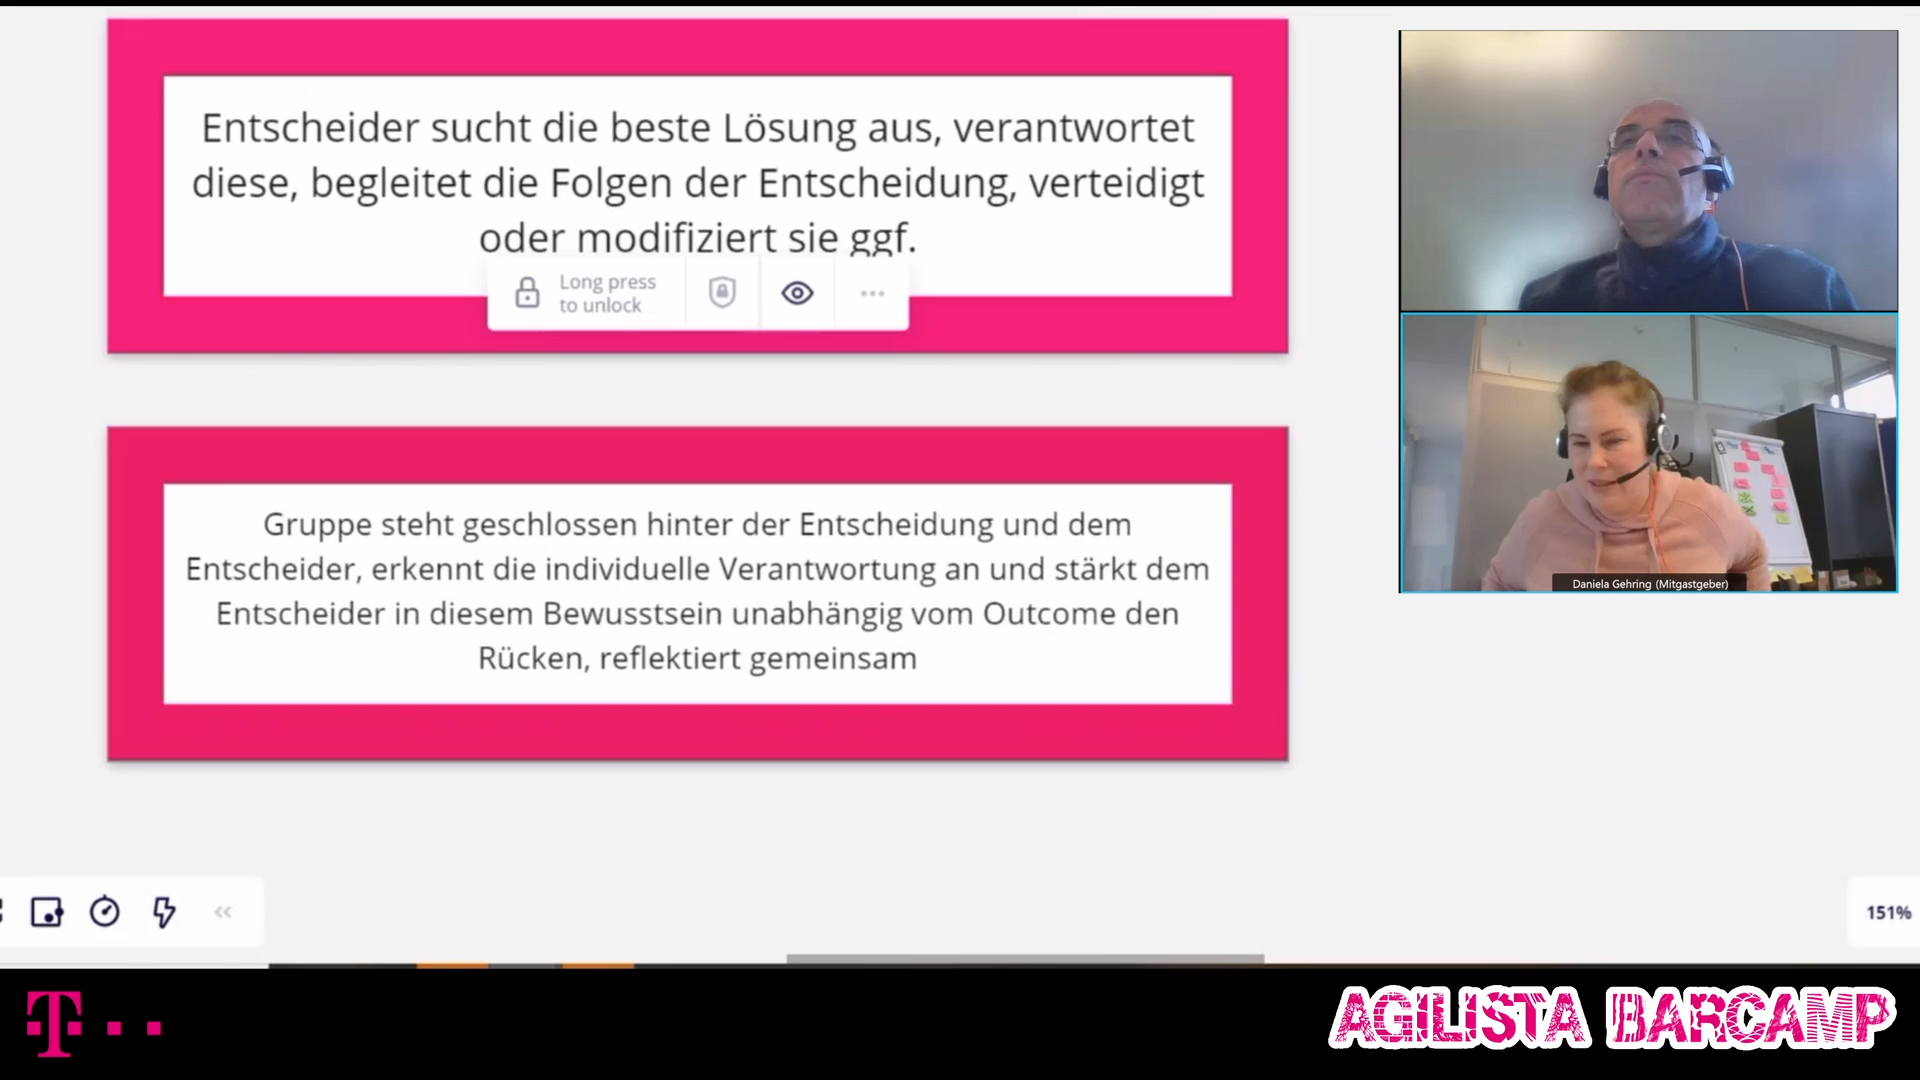 Entscheider sucht die beste Lösung aus, verantwortet
diese, begleitet die Folgen der Entscheidung, verteidigt
oder modifiziert sie ggf.
Long press
to unlock
Gruppe steht geschlossen hinter der Entscheidung und dem
Entscheider, erkennt die individuelle Verantwortung an und stärkt dem
Entscheider in diesem Bewusstsein unabhängig vom Outcome den
Rücken, reflektiert gemeinsam
Daniela Gehring (Mitgastgeber)
151%
T
AGILISTA BARCAMP